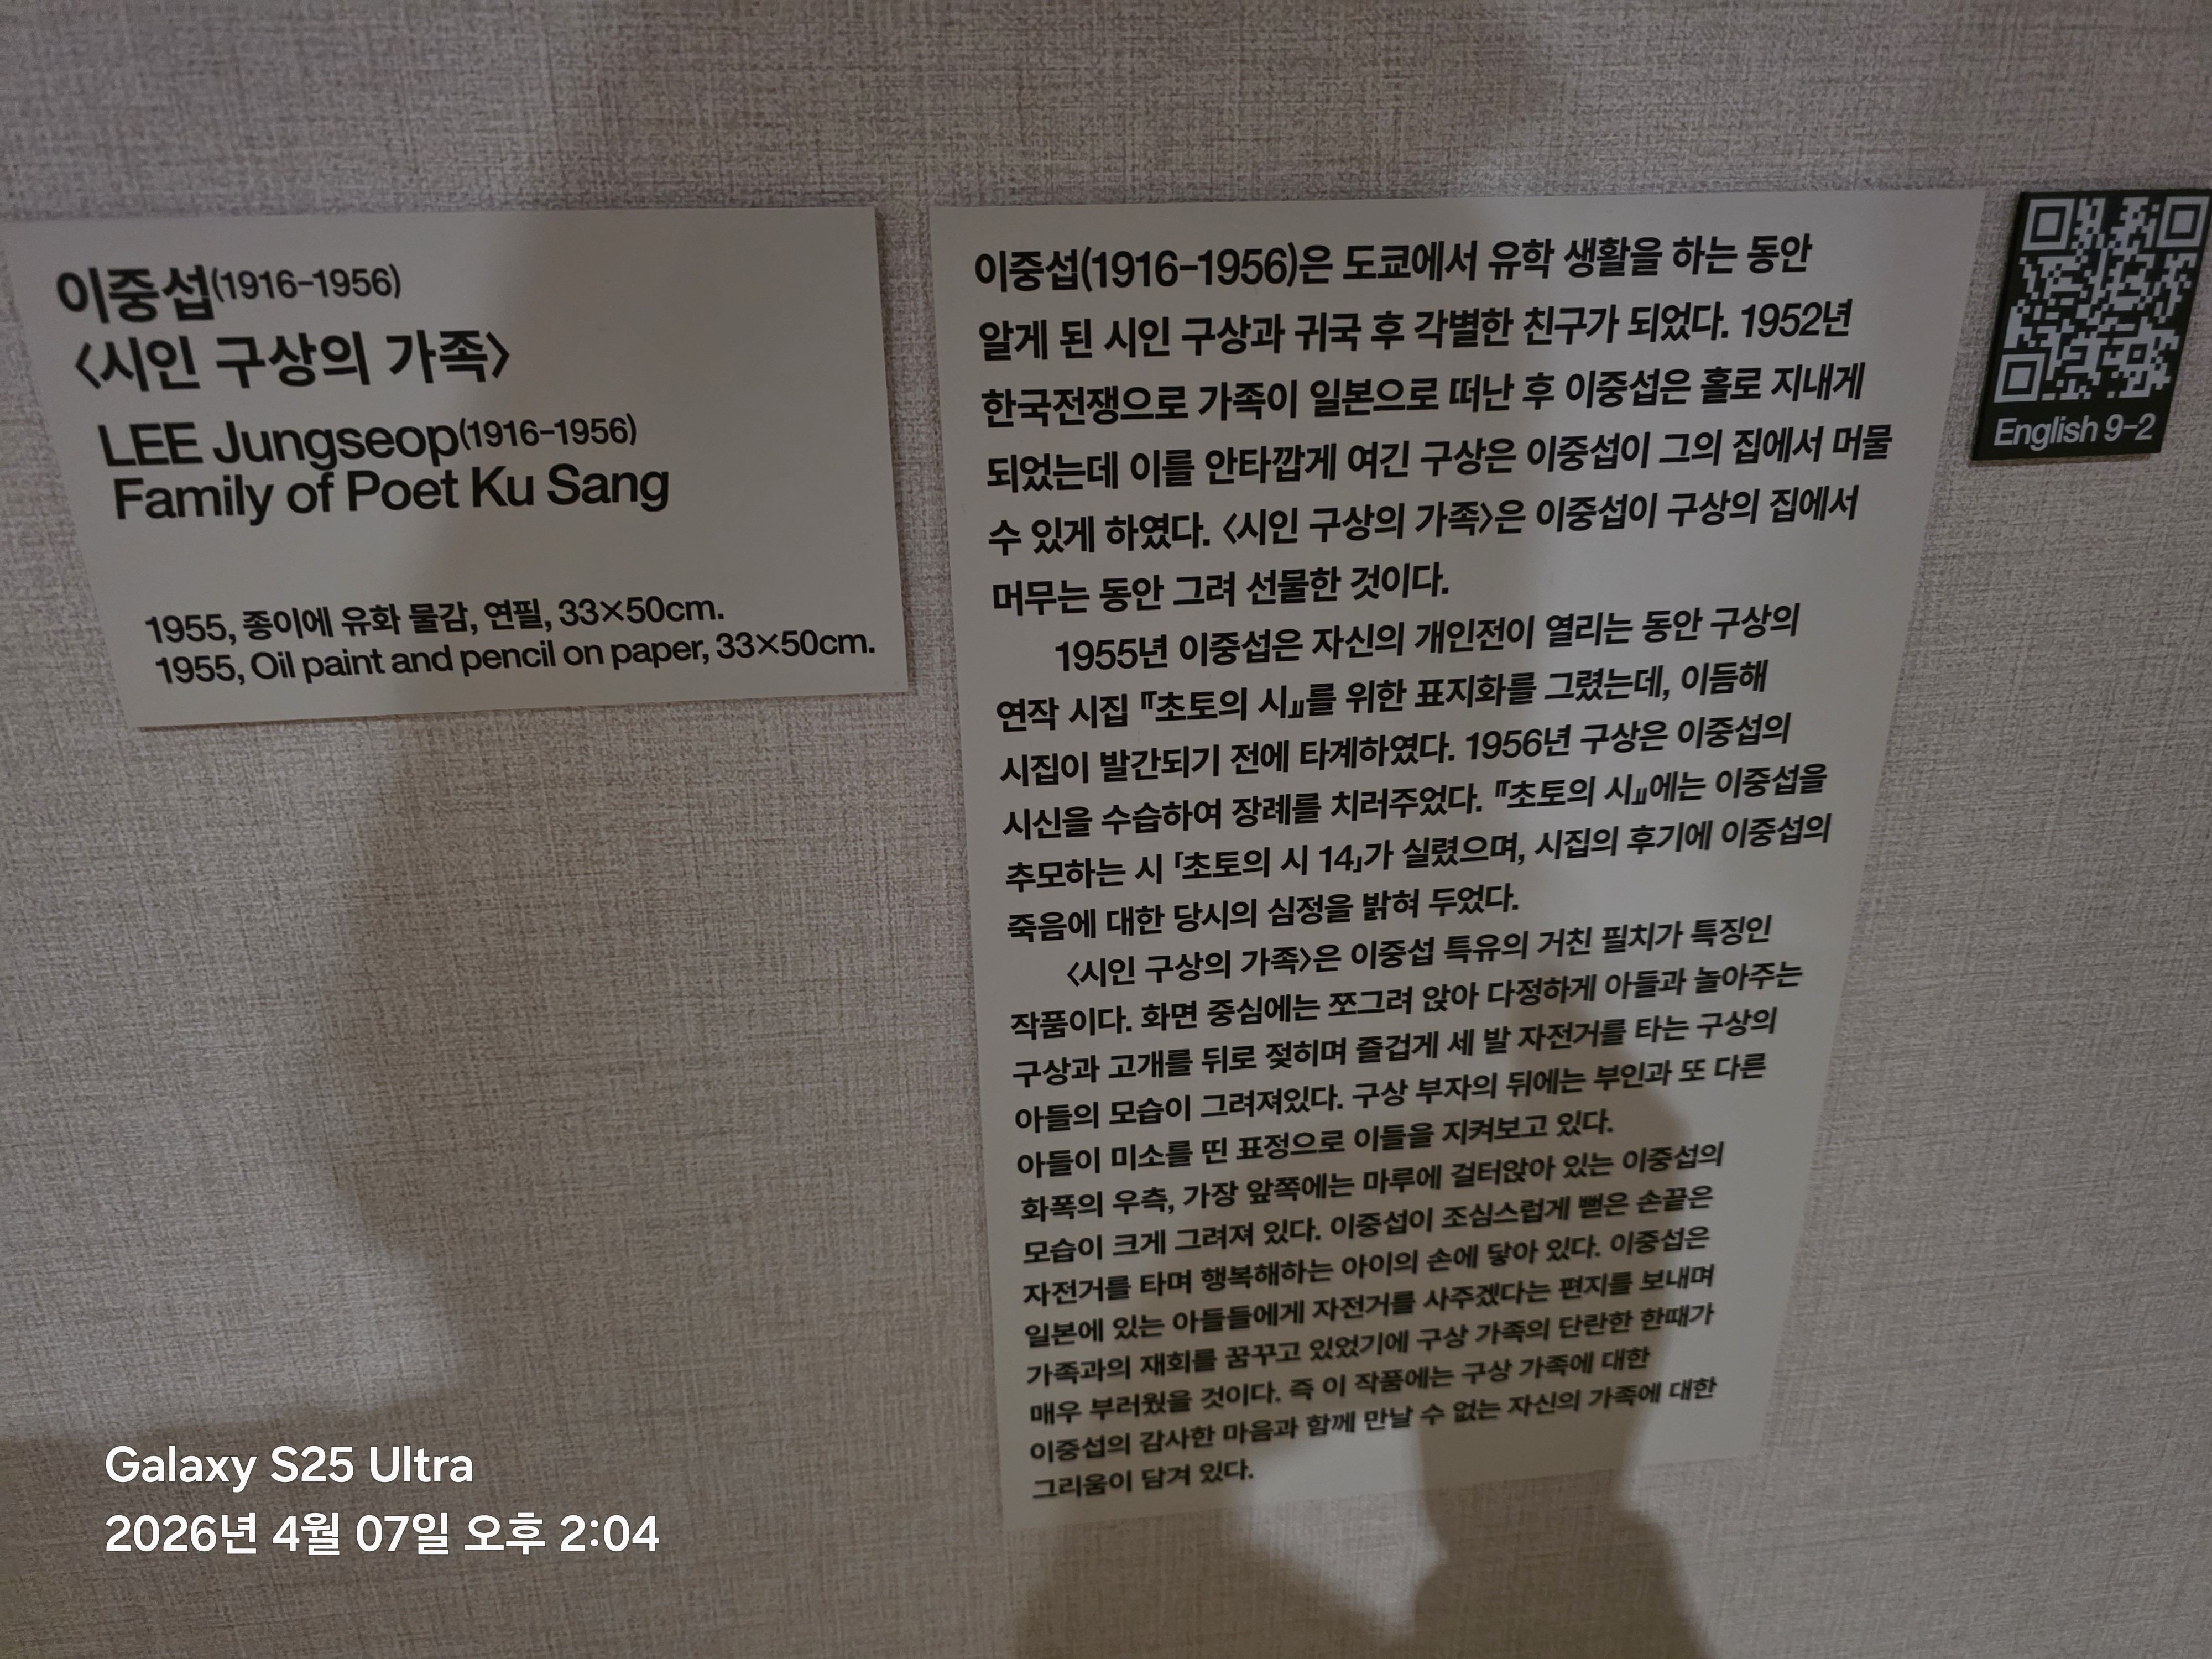 이중섭(1916-1956)
〈시인 구상의 가족〉
LEE Jungseop(1916-1956)
Family of Poet Ku Sang
1955, 종이에 유화 물감, 연필, 33×50cm.
1955, Oil paint and pencil on paper, 33×50cm.
이중섭(1916-1956)은 도쿄에서 유학 생활을 하는 동안
알게 된 시인 구상과 귀국 후 각별한 친구가 되었다. 1952년
한국전쟁으로 가족이 일본으로 떠난 후 이중섭은 홀로 지내게
되었는데 이를 안타깝게 여긴 구상은 이중섭이 그의 집에서 머물
수 있게 하였다. 〈시인 구상의 가족〉은 이중섭이 구상의 집에서
머무는 동안 그려 선물한 것이다.
1955년 이중섭은 자신의 개인전이 열리는 동안 구상의
연작 시집 『초토의 시』를 위한 표지화를 그렸는데, 이듬해
시집이 발간되기 전에 타계하였다. 1956년 구상은 이중섭의
시신을 수습하여 장례를 치러주었다. 『초토의 시』에는 이중섭을
추모하는 시 「초토의 시 14」가 실렸으며, 시집의 후기에 이중섭의
죽음에 대한 당시의 심정을 밝혀 두었다.
〈시인 구상의 가족〉은 이중섭 특유의 거친 필치가 특징인
작품이다. 화면 중심에는 쪼그려 앉아 다정하게 아들과 놀아주는
구상과 고개를 뒤로 젖히며 즐겁게 세 발 자전거를 타는 구상의
아들의 모습이 그려져있다. 구상 부자의 뒤에는 부인과 또 다른
아들이 미소를 띤 표정으로 이들을 지켜보고 있다.
화폭의 우측, 가장 앞쪽에는 마루에 걸터앉아 있는 이중섭의
모습이 크게 그려져 있다. 이중섭이 조심스럽게 뻗은 손끝은
자전거를 타며 행복해하는 아이의 손에 닿아 있다. 이중섭은
일본에 있는 아들들에게 자전거를 사주겠다는 편지를 보내며
가족과의 재회를 꿈꾸고 있었기에 구상 가족의 단란한 한때가
매우 부러웠을 것이다. 즉 이 작품에는 구상 가족에 대한
이중섭의 감사한 마음과 함께 만날 수 없는 자신의 가족에 대한
그리움이 담겨 있다.
English 9-2
Galaxy S25 Ultra
2026년 4월 07일 오후 2:04